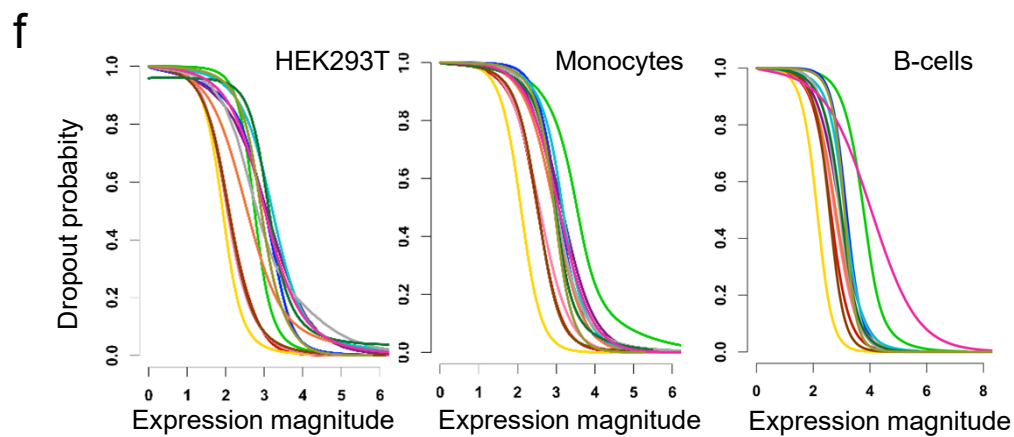 f
HEK293T
Monocytes
B-cells
Dropout probabity
1.0
0.8
0.6
0.4
0.2
0.0
0 1 2 3 4 5 6
Expression magnitude
1.0
0.8
0.6
0.4
0.2
0.0
0 1 2 3 4 5 6
Expression magnitude
1.0
0.8
0.6
0.4
0.2
0.0
0 2 4 6 8
Expression magnitude